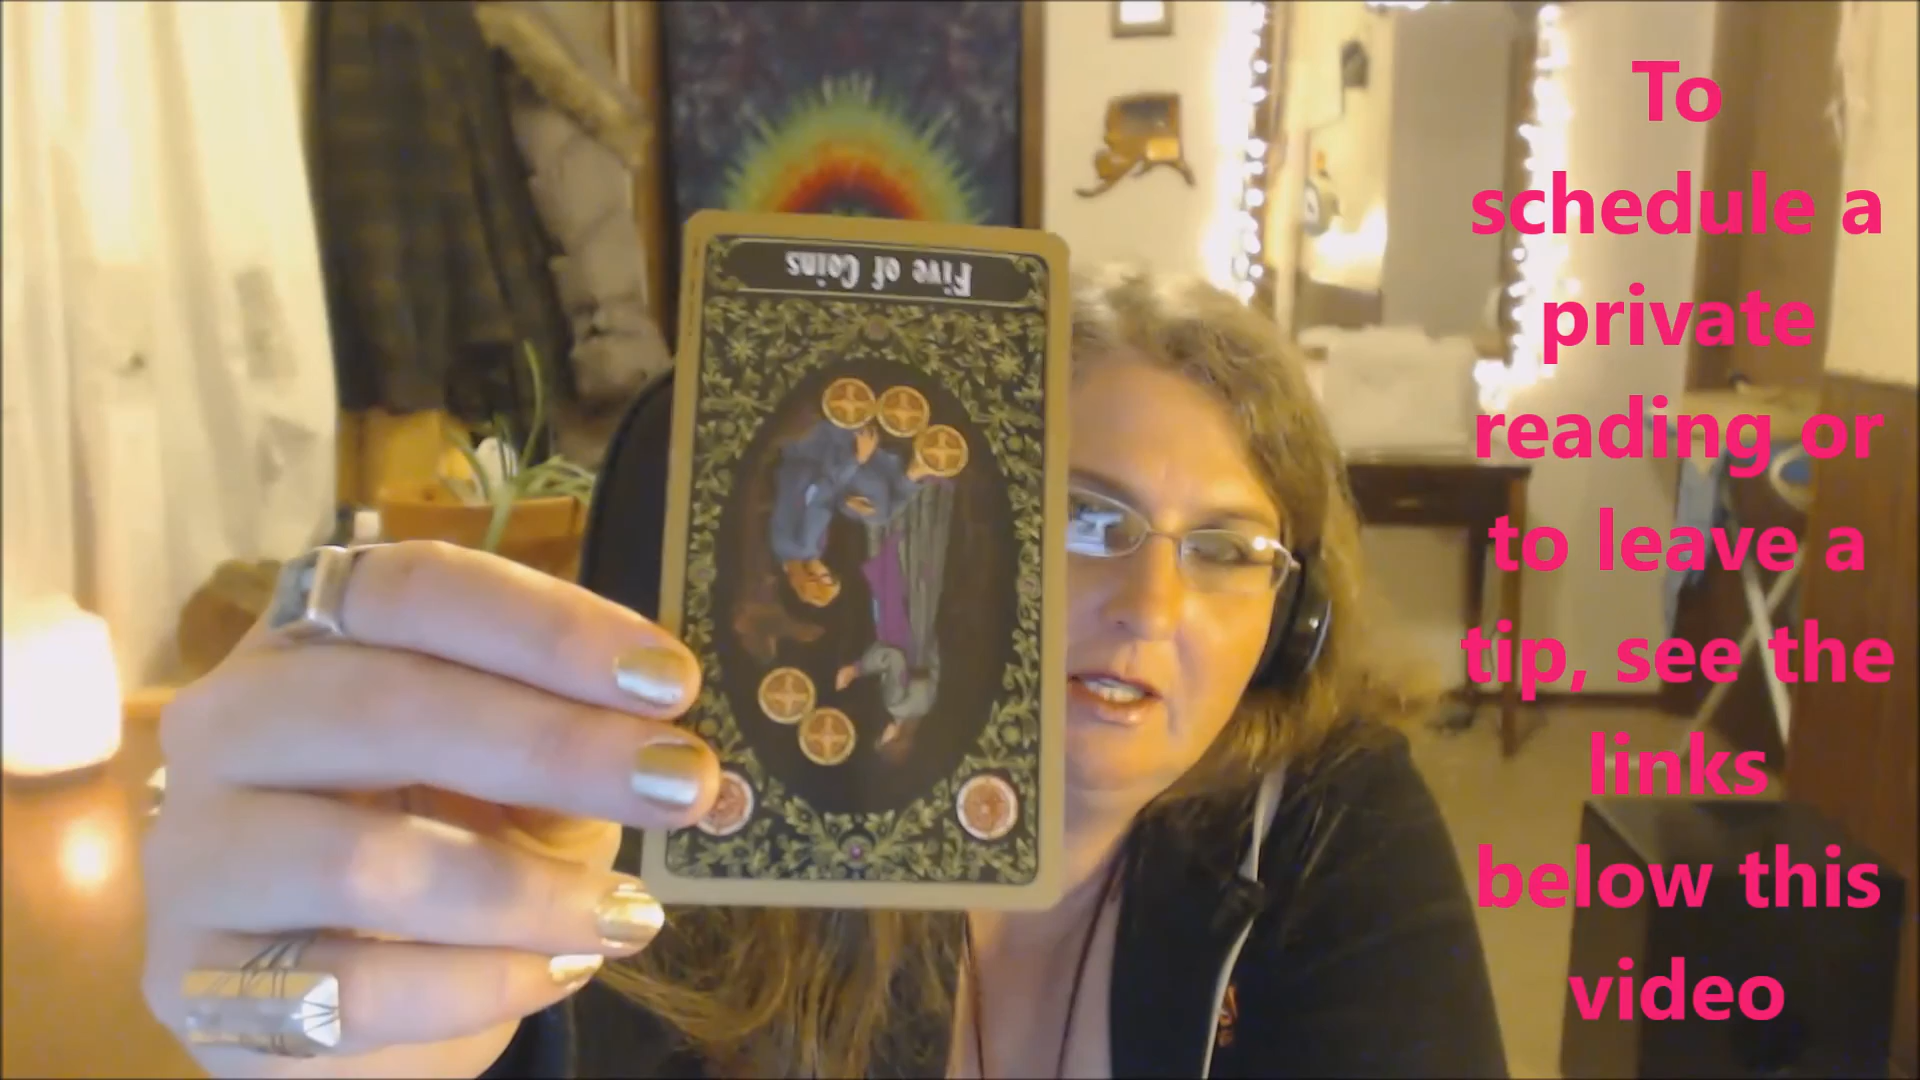 To
schedule a
private
reading or
to leave a
tip, see the
links
below this
video
Five of Coins